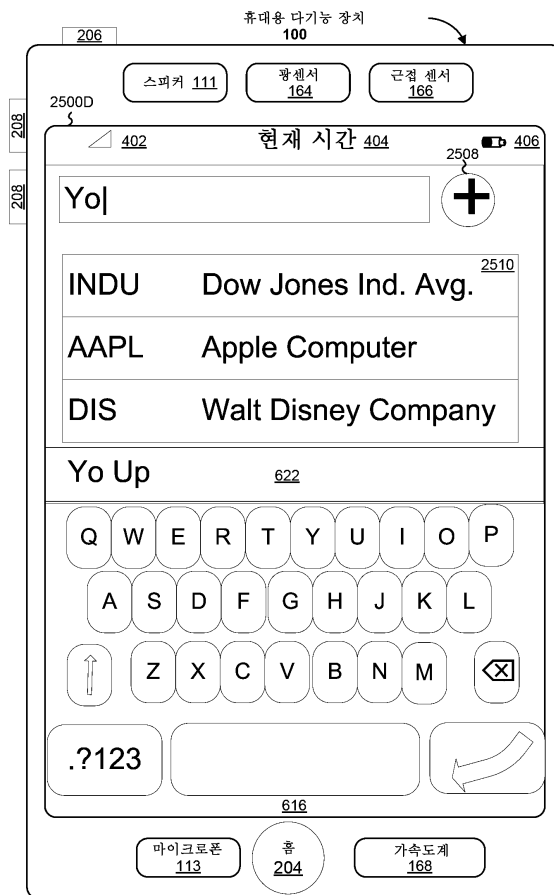 휴대용 다기능 장치
100
206
스피커 111
광센서
164
근접 센서
166
2500D
208
208
402
현재 시간 404
406
2508
Yo
2510
INDU Dow Jones Ind. Avg.
AAPL Apple Computer
DIS Walt Disney Company
Yo Up 622
Q W E R T Y U I O P
A S D F G H J K L
Z X C V B N M
.?123
616
마이크로폰
113
홈
204
가속도계
168